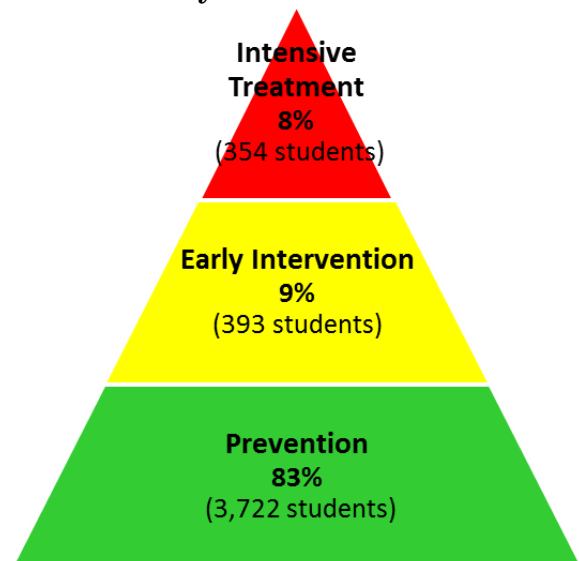 Intensive
Treatment
8%
(354 students)
Early Intervention
9%
(393 students)
Prevention
83%
(3,722 students)